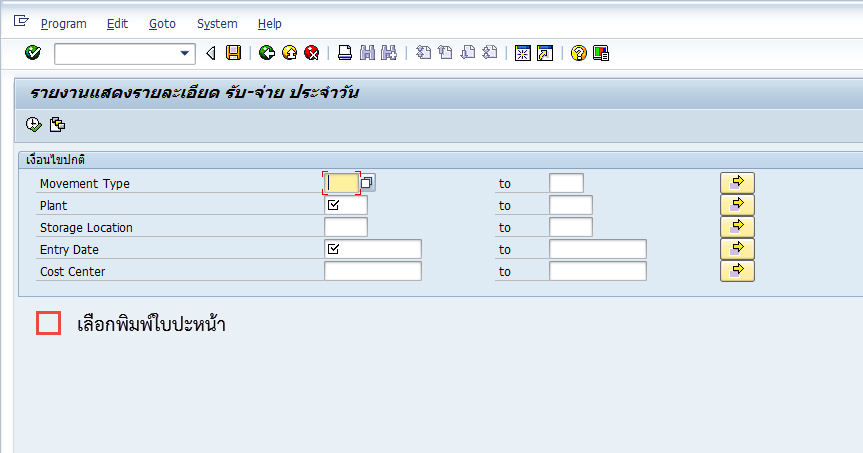 Program Edit Goto System Help
รายงานแสดงรายละเอียด รับ-จ่าย ประจำวัน
เงื่อนไขปกติ
Movement Type to
Plant to
Storage Location to
Entry Date to
Cost Center to
เลือกพิมพ์ใบปะหน้า